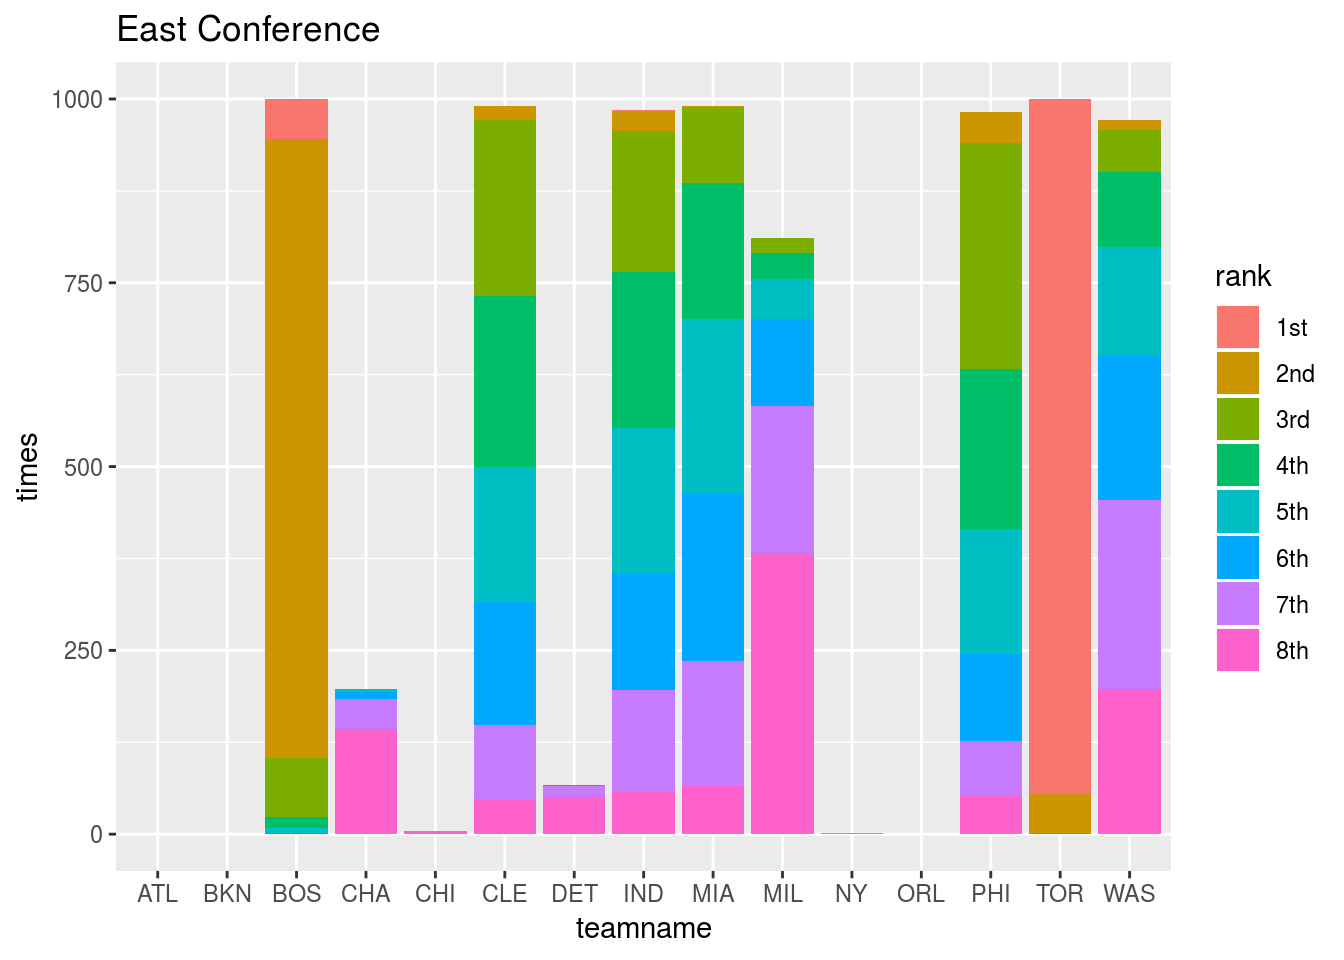 East Conference
1000
750
500
250
0
times
ATL BKN BOS CHA CHI CLE DET IND MIA MIL NY ORL PHI TOR WAS
teamname
rank
1st
2nd
3rd
4th
5th
6th
7th
8th